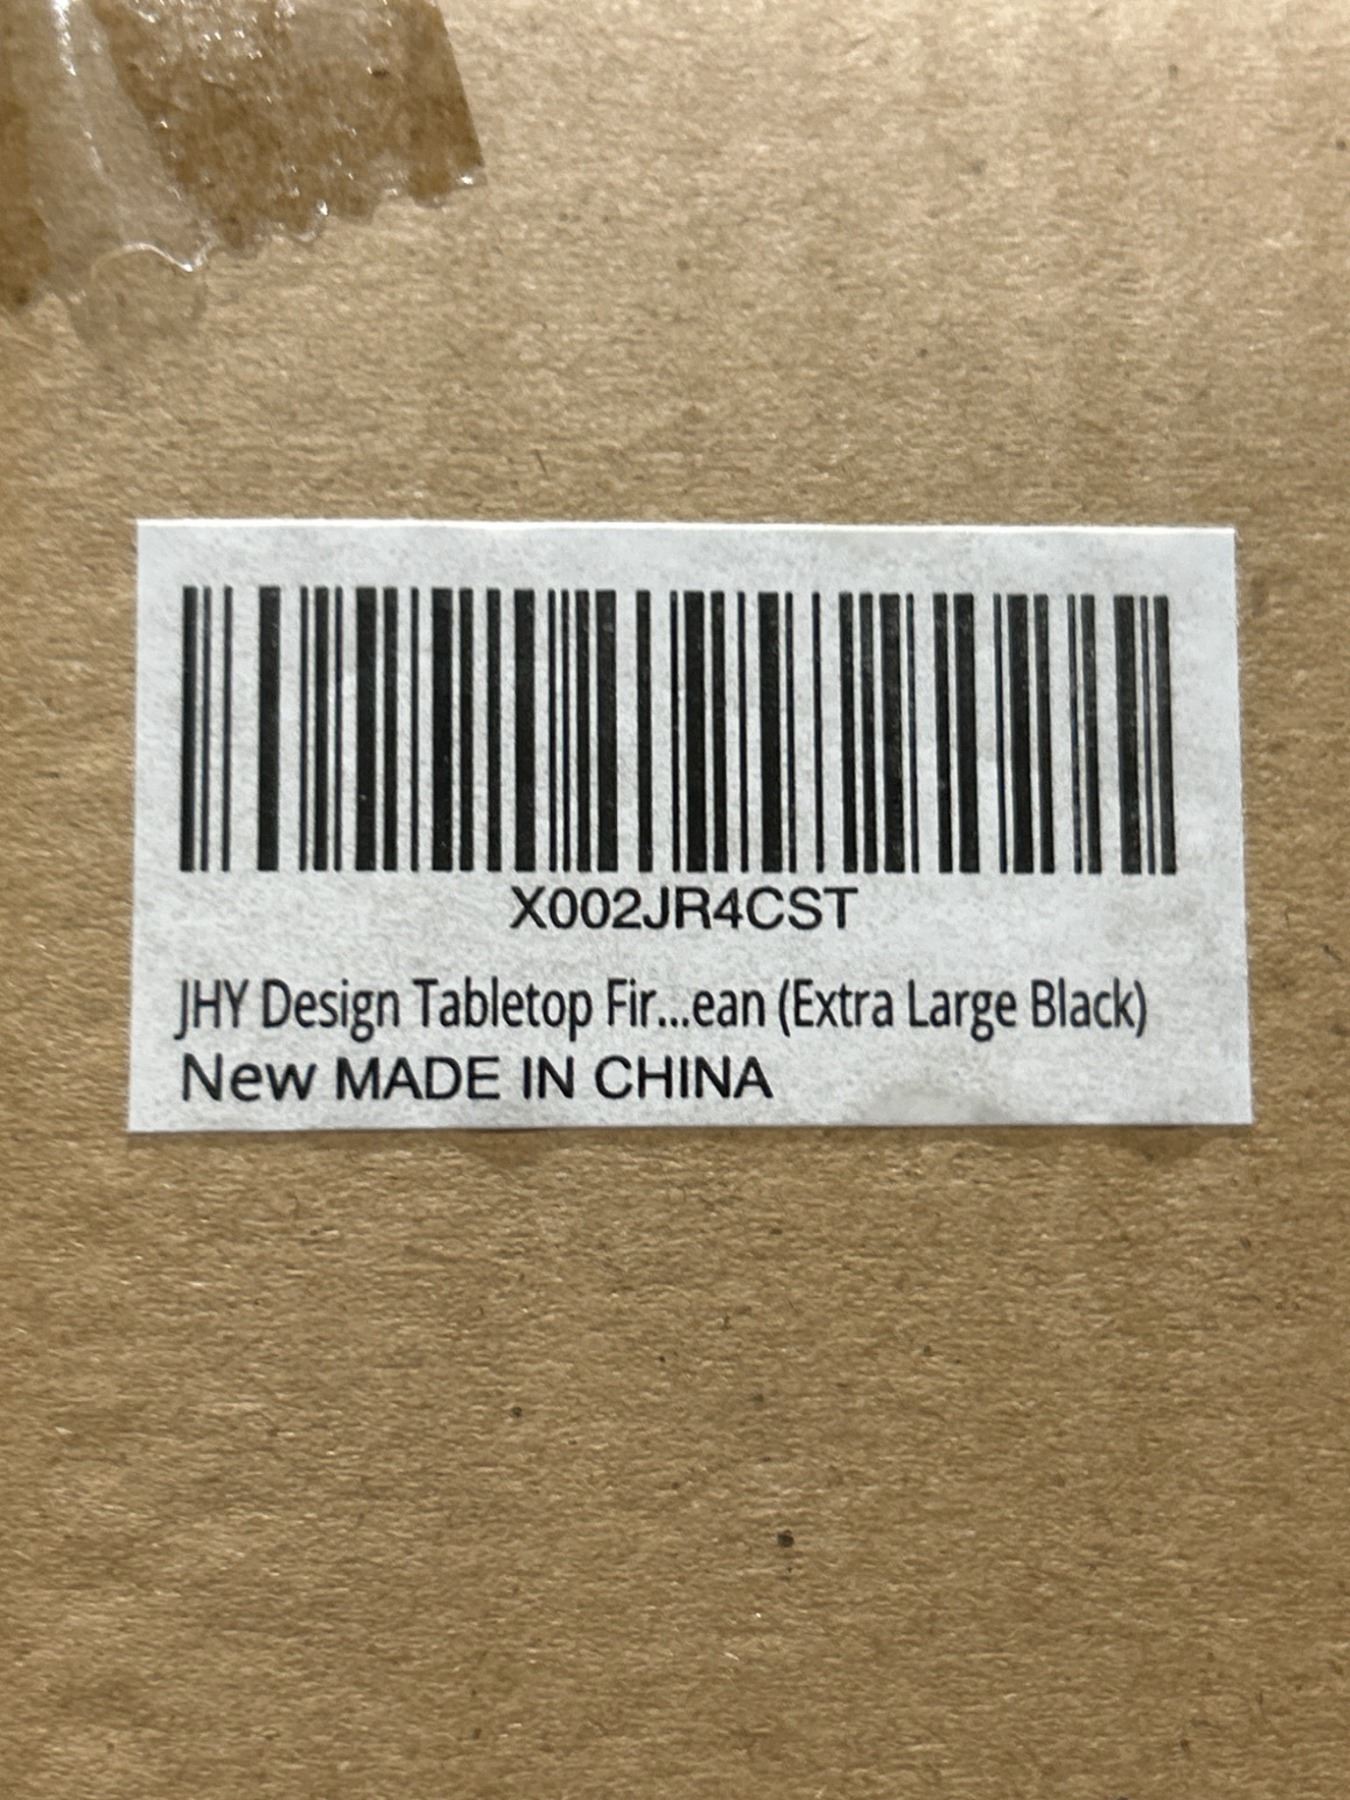 X002JR4CST
JHY Design Tabletop Fir...ean (Extra Large Black)
New MADE IN CHINA